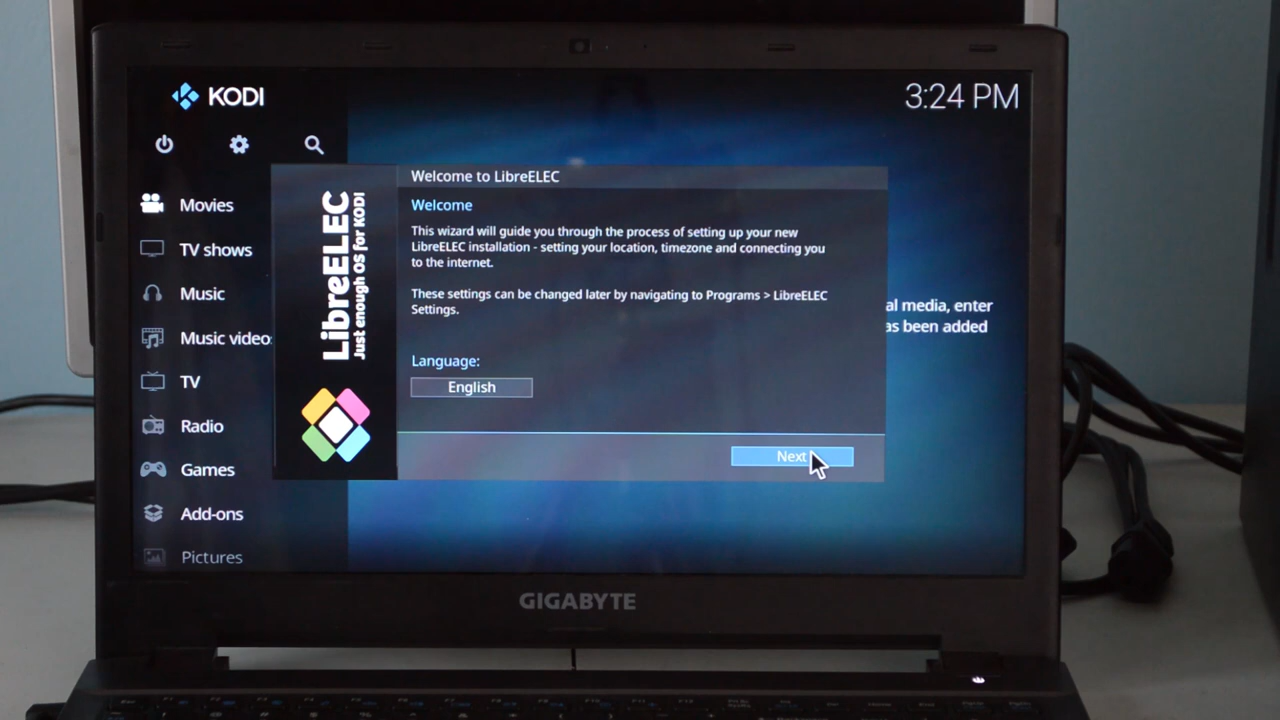 KODI
3:24 PM
Movies
TV shows
Music
Music video
TV
Radio
Games
Add-ons
Pictures
LibreELEC
Just enough OS for KODI
Welcome to LibreELEC
Welcome
This wizard will guide you through the process of setting up your new
LibreELEC installation - setting your location, timezone and connecting you
to the internet.
These settings can be changed later by navigating to Programs > LibreELEC
Settings.
Language:
English
Next
al media, enter
as been added
GIGABYTE